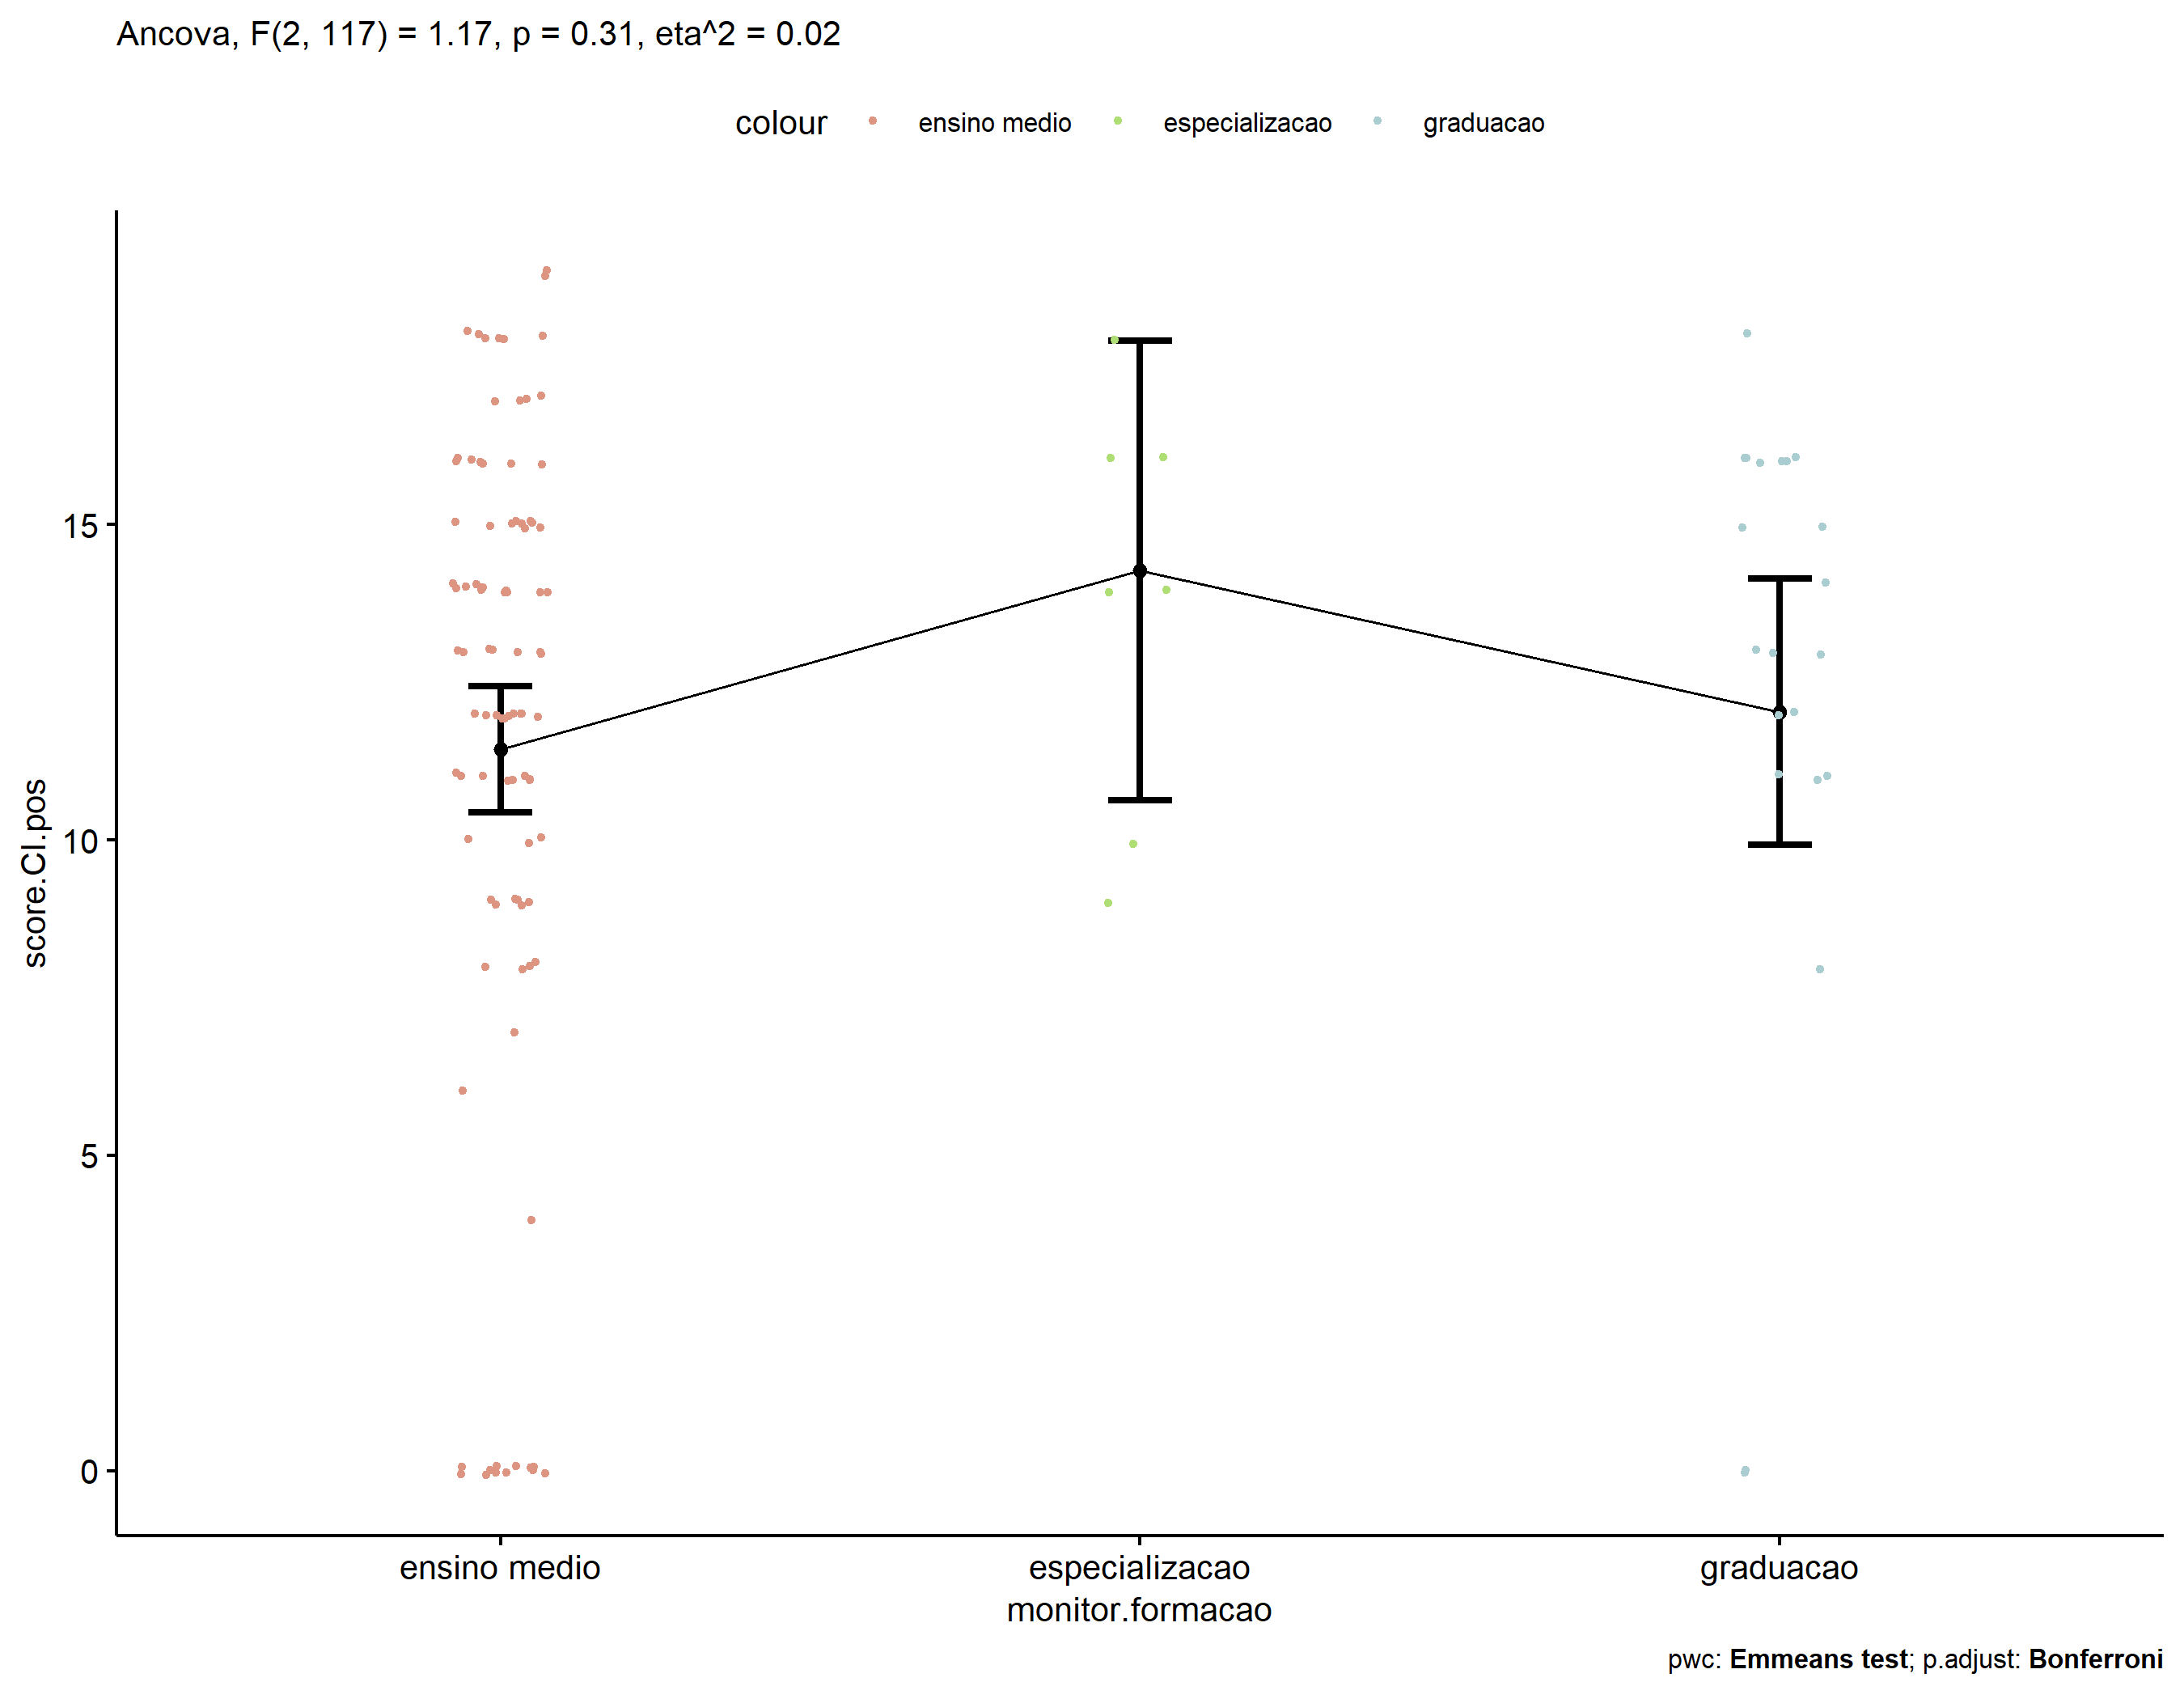 Ancova, F(2, 117) = 1.17, p = 0.31, eta^2 = 0.02
colour ensino medio especializacao graduacao
score.CI.pos
15
10
5
0
ensino medio especializacao graduacao
monitor.formacao
pwc: Emmeans test; p.adjust: Bonferroni